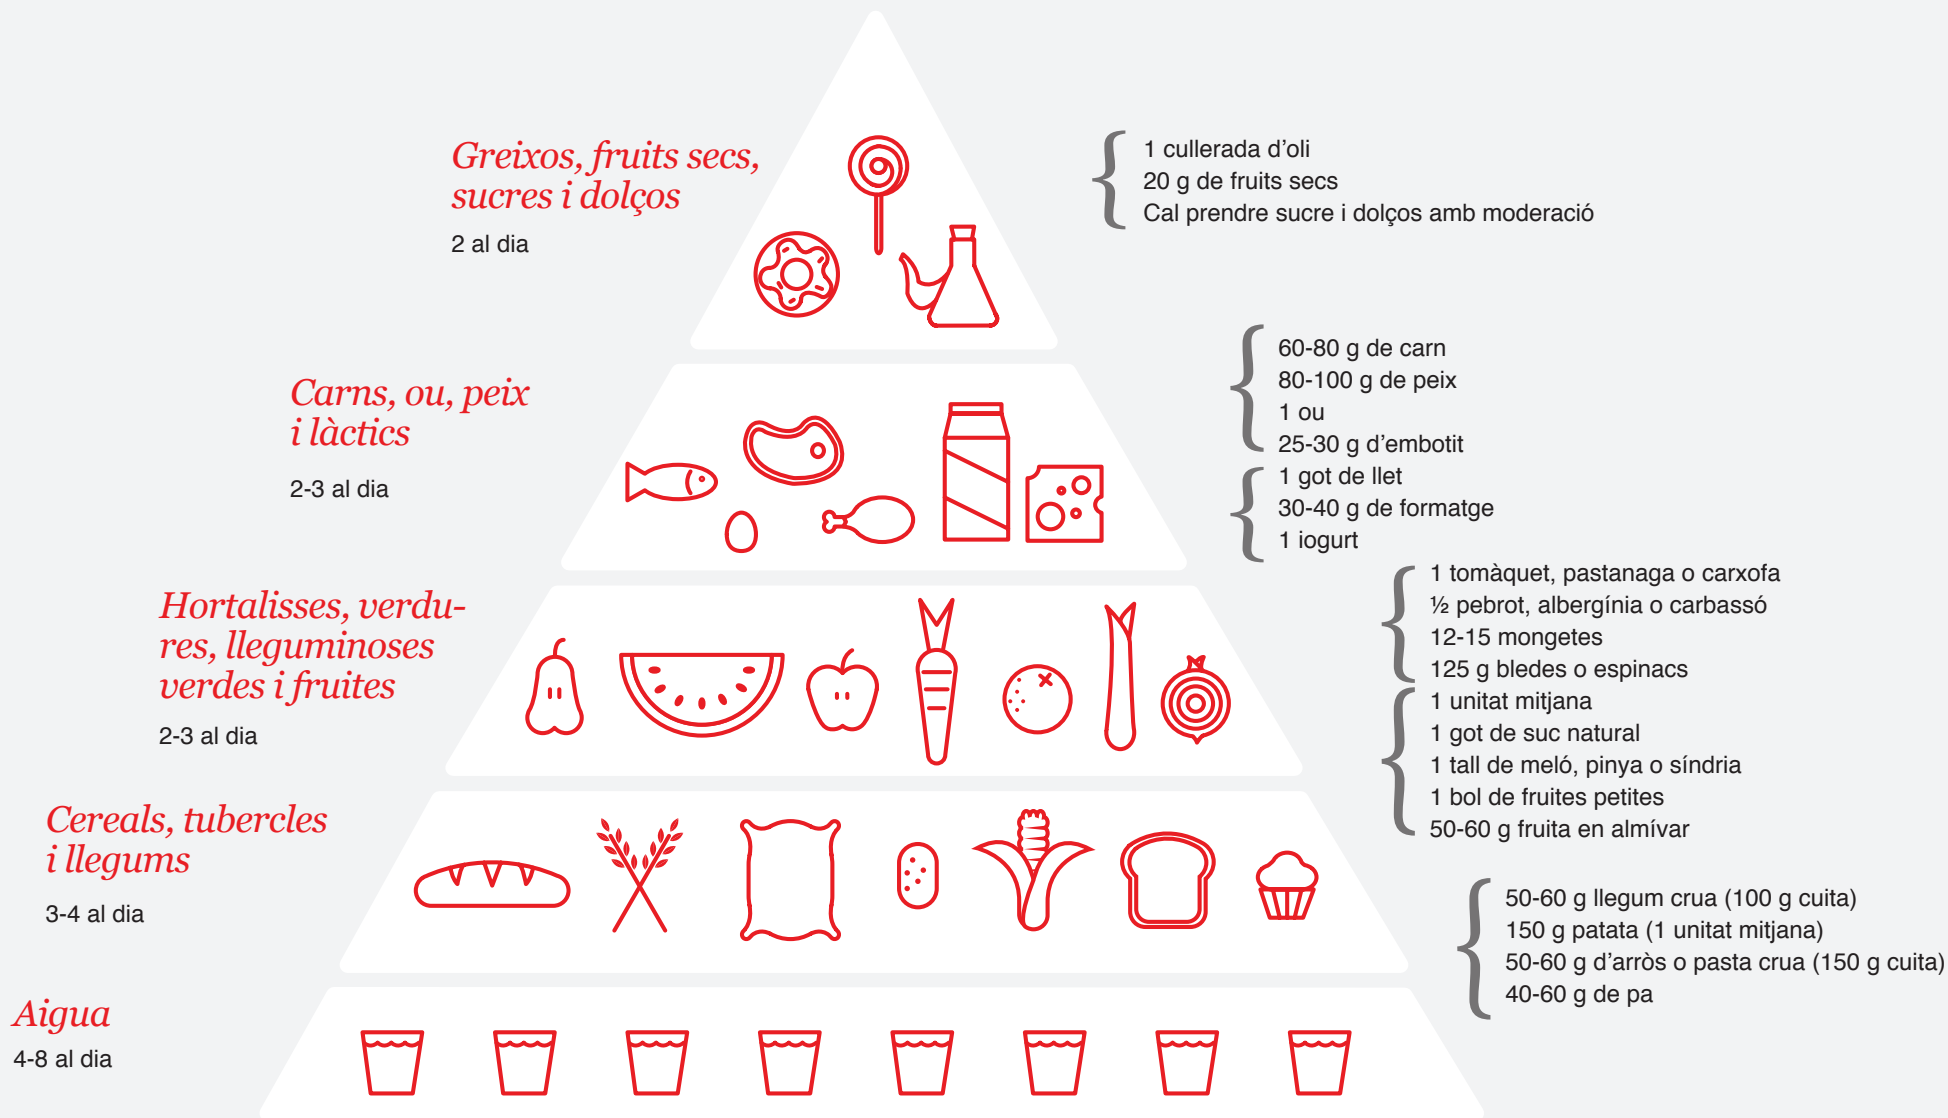 Greixos, fruits secs,
sucres i dolços
2 al dia
1 cullerada d'oli
20 g de fruits secs
Cal prendre sucre i dolços amb moderació
Carns, ou, peix
i làctics
2-3 al dia
60-80 g de carn
80-100 g de peix
1 ou
25-30 g d'embotit
1 got de llet
30-40 g de formatge
1 iogurt
Hortalisses, verdu-
res, lleguminoses
verdes i fruites
2-3 al dia
1 tomàquet, pastanaga o carxofa
½ pebrot, albergínia o carbassó
12-15 mongetes
125 g bledes o espinacs
1 unitat mitjana
1 got de suc natural
1 tall de meló, pinya o síndria
1 bol de fruites petites
50-60 g fruita en almívar
Cereals, tubercles
i llegums
3-4 al dia
50-60 g llegum crua (100 g cuita)
150 g patata (1 unitat mitjana)
50-60 g d'arròs o pasta crua (150 g cuita)
40-60 g de pa
Aigua
4-8 al dia